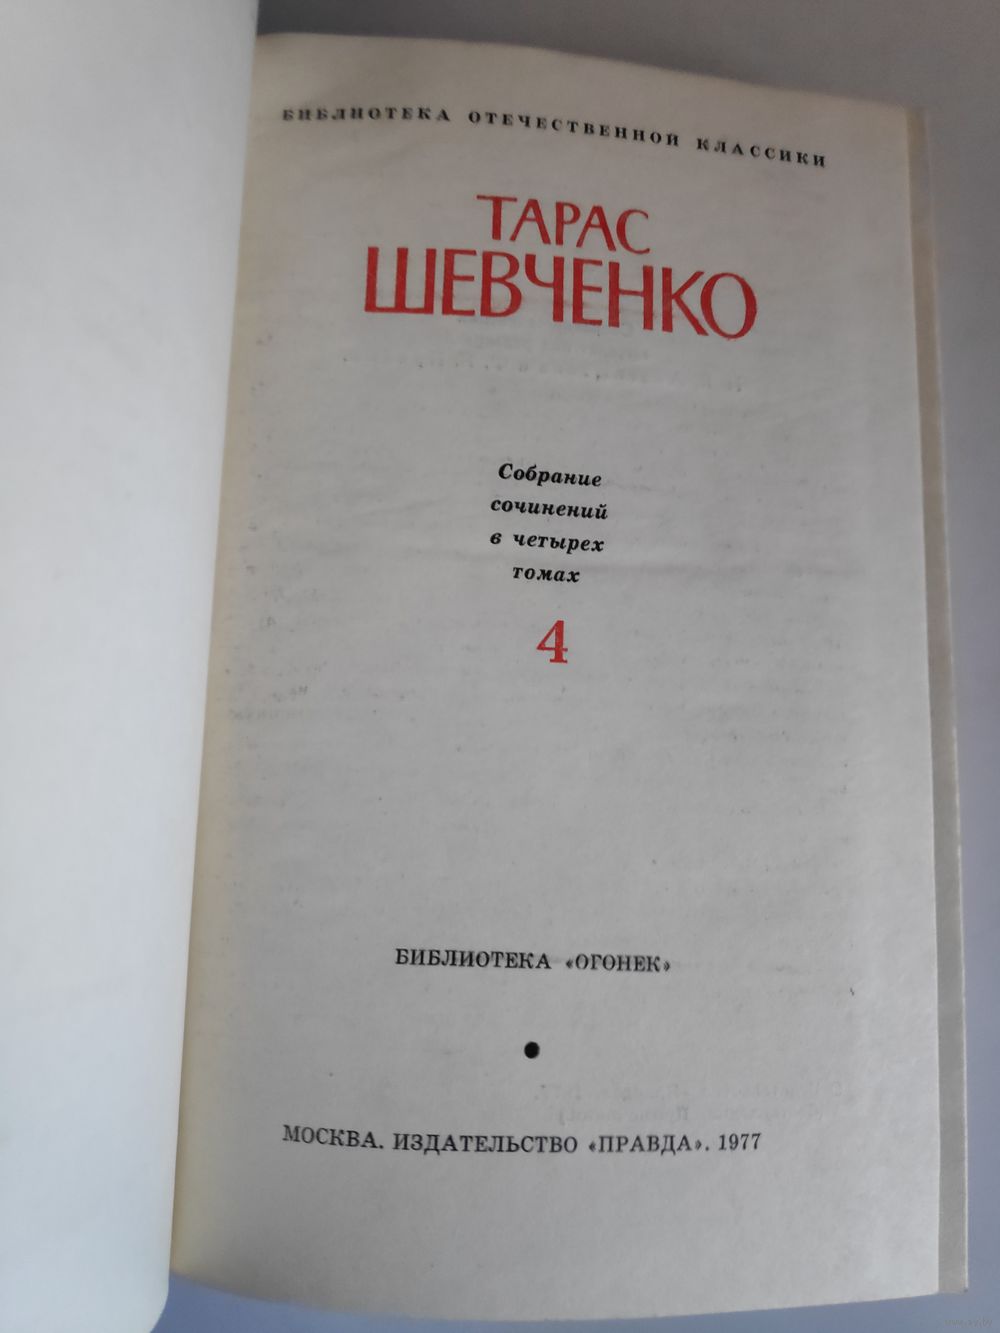 БИБЛИОТЕКА ОТЕЧЕСТВЕННОЙ КЛАССИКИ
ТАРАС
ШЕВЧЕНКО
Собрание
сочинений
в четырех
томах
4
БИБЛИОТЕКА «ОГОНЕК»
МОСКВА. ИЗДАТЕЛЬСТВО «ПРАВДА». 1977